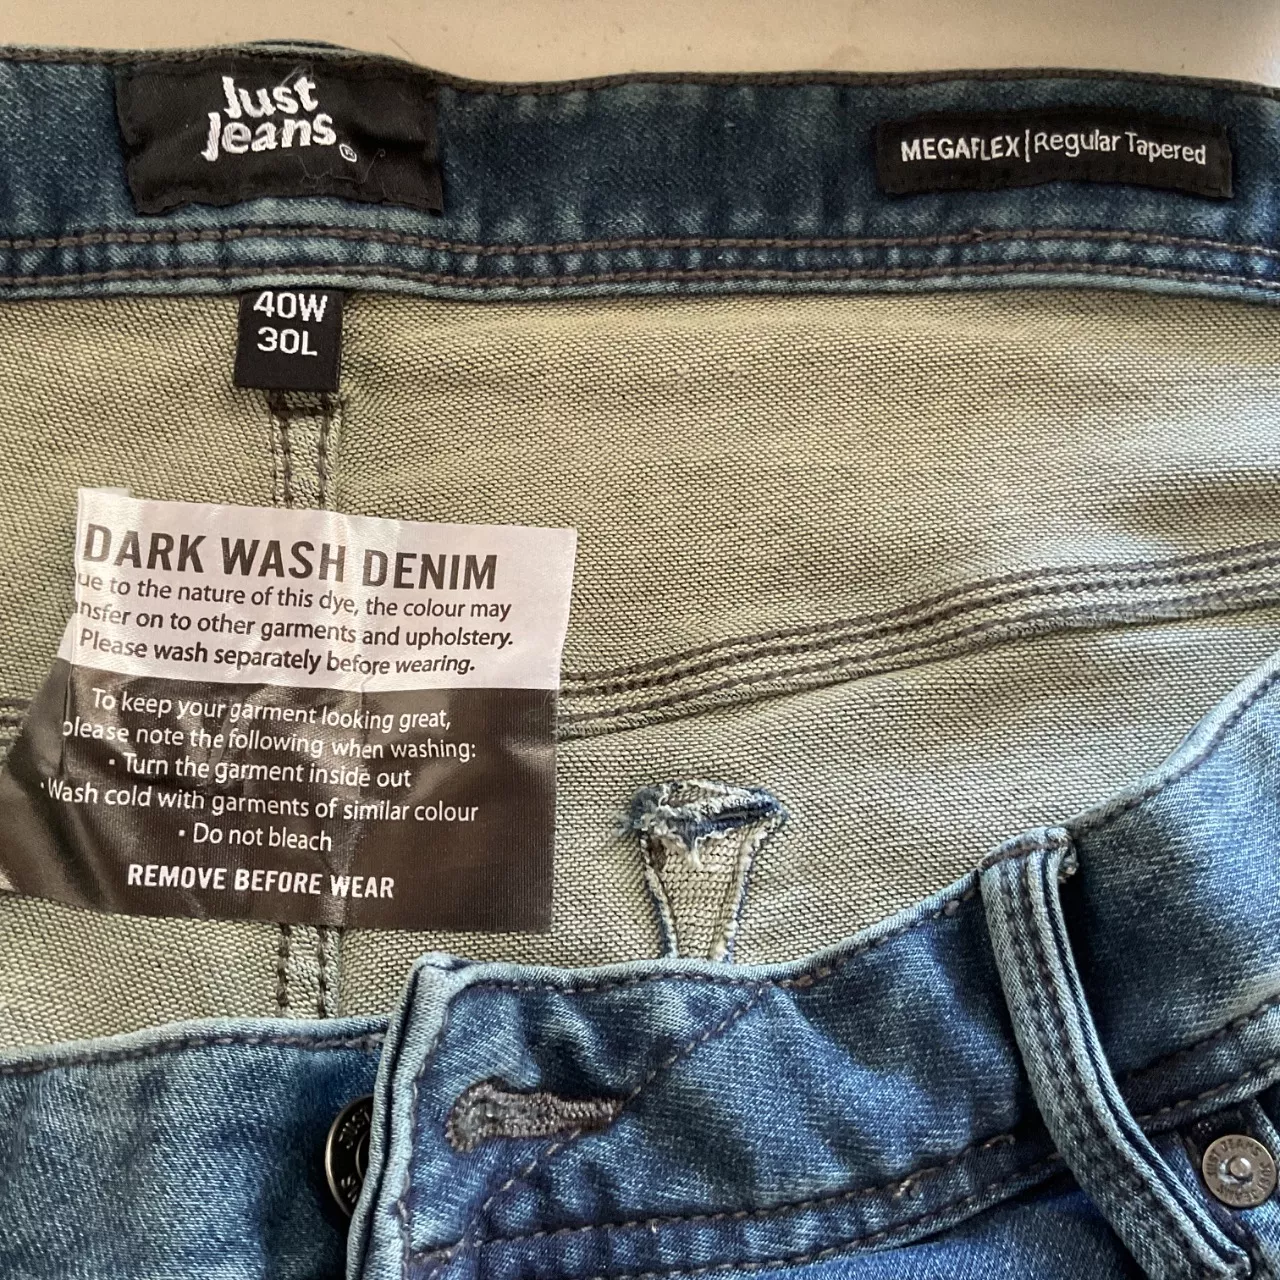 Just
Jeans
®
MEGAFLEX | Regular Tapered
40W
30L
DARK WASH DENIM
ue to the nature of this dye, the colour may
nsfer on to other garments and upholstery.
Please wash separately before wearing.
To keep your garment looking great,
please note the following when washing:
• Turn the garment inside out
• Wash cold with garments of similar colour
• Do not bleach
REMOVE BEFORE WEAR
JUST JEANS